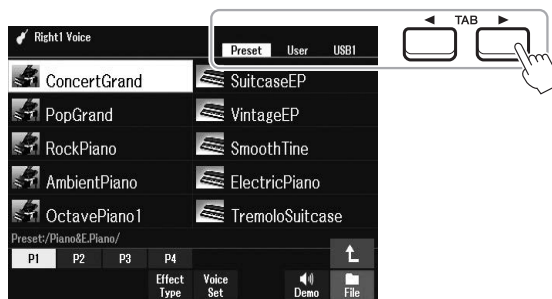 TAB
Right1 Voice
Preset User USB1
ConcertGrand SuitcaseEP
PopGrand VintageEP
RockPiano SmoothTine
AmbientPiano ElectricPiano
OctavePiano1 TremoloSuitcase
Preset:/Piano&E.Piano/
P1 P2 P3 P4
Effect Type Voice Set Demo File